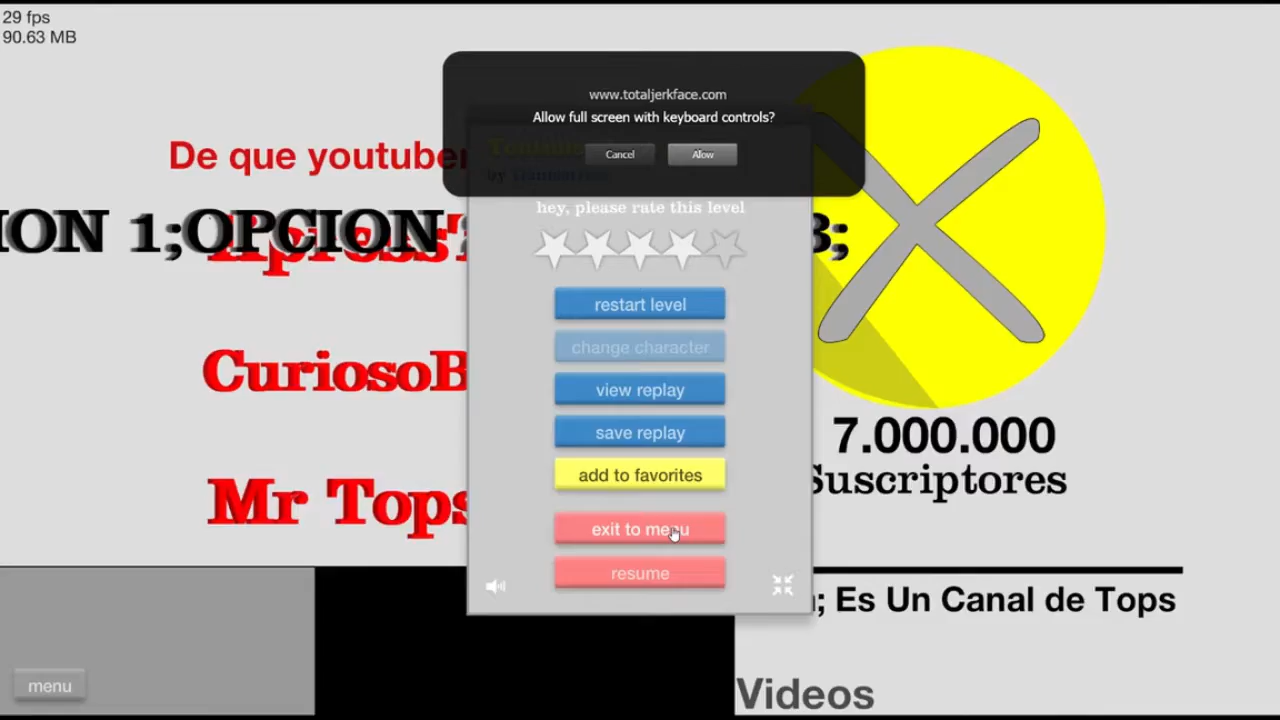 29 fps
90.63 MB
www.totaljerkface.com
Allow full screen with keyboard controls?
Cancel
Allow
De que youtuber
ION 1;OPCION
3;
hey, please rate this level
restart level
change character
view replay
save replay
add to favorites
exit to menu
resume
CuriosoB
Mr Tops
7.000.000
Suscriptores
; Es Un Canal de Tops
menu
Videos